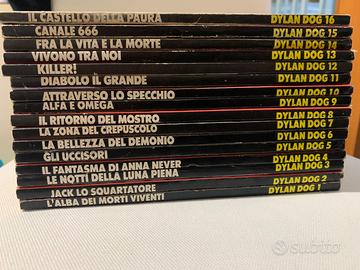 IL CASTELLO DELLA PAURA DYLAN DOG 16
CANALE 666 DYLAN DOG 15
FRA LA VITA E LA MORTE DYLAN DOG 14
VIVONO TRA NOI DYLAN DOG 13
KILLER! DYLAN DOG 12
DIABOLO IL GRANDE DYLAN DOG 11
ATTRAVERSO LO SPECCHIO DYLAN DOG 10
ALFA E OMEGA DYLAN DOG 9
IL RITORNO DEL MOSTRO DYLAN DOG 8
LA ZONA DEL CREPUSCOLO DYLAN DOG 7
LA BELLEZZA DEL DEMONIO DYLAN DOG 6
GLI UCCISORI DYLAN DOG 5
IL FANTASMA DI ANNA NEVER DYLAN DOG 4
LE NOTTI DELLA LUNA PIENA DYLAN DOG 3
JACK LO SQUARTATORE DYLAN DOG 2
L'ALBA DEI MORTI VIVENTI DYLAN DOG 1
subito